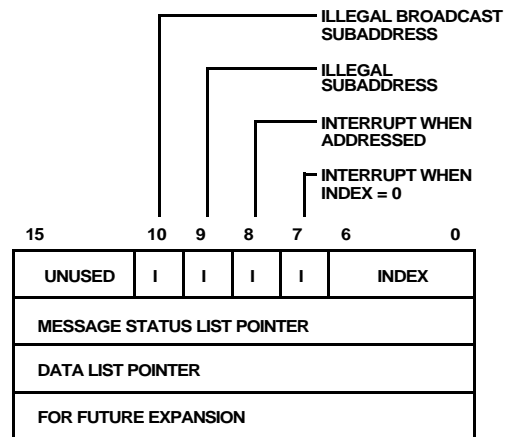 ILLEGAL BROADCAST
SUBADDRESS
ILLEGAL
SUBADDRESS
INTERRUPT WHEN
ADDRESSED
INTERRUPT WHEN
INDEX = 0
15 10 9 8 7 6 0
UNUSED I I I I INDEX
MESSAGE STATUS LIST POINTER
DATA LIST POINTER
FOR FUTURE EXPANSION